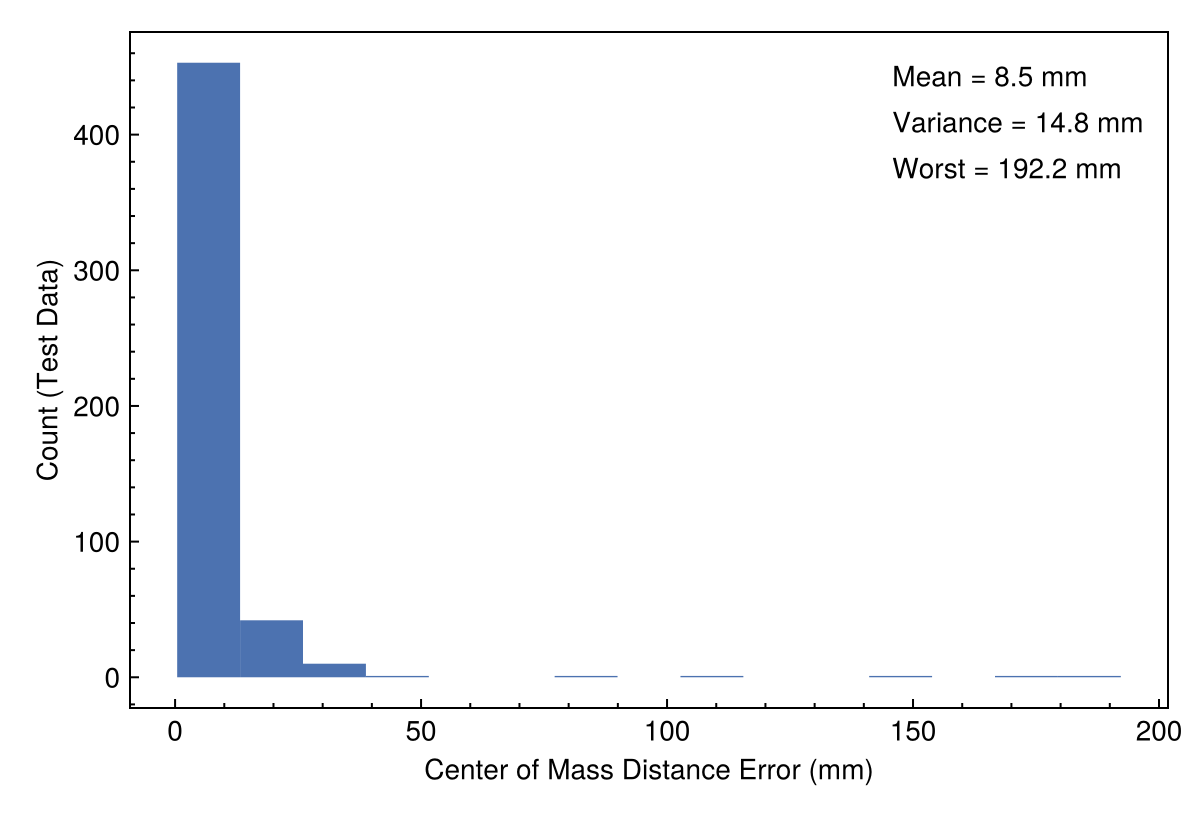 Mean = 8.5 mm
Variance = 14.8 mm
Worst = 192.2 mm
400
300
200
100
0
Count (Test Data)
0 50 100 150 200
Center of Mass Distance Error (mm)